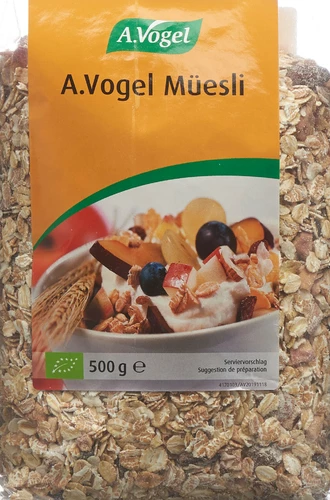 A.Vogel
A.Vogel Müesli
500 g e
Serviervorschlag
Suggestion de préparation